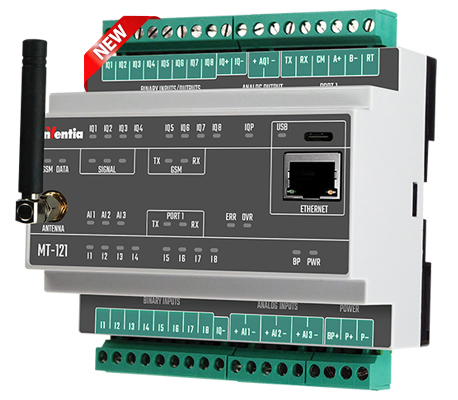 NEW
IQ1 IQ2 IQ3 IQ4 IQ5 IQ6 IQ7 IQ8 IQ+ IQ- + AQ1 - TX RX CM A+ B- RT
BINARY INPUTS/OUTPUTS ANALOG OUTPUT PORT 1
IQ1 IQ2 IQ3 IQ4 IQ5 IQ6 IQ7 IQ8 IQP USB
GSM DATA SIGNAL TX GSM RX
ETHERNET
ANTENNA AI1 AI2 AI3 TX PORT 1 RX ERR OVR
MT-121 I1 I2 I3 I4 I5 I6 I7 I8 BP PWR
BINARY INPUTS ANALOG INPUTS POWER
I1 I2 I3 I4 I5 I6 I7 I8 IQ- + AI1 - + AI2 - + AI3 - BP+ P+ P-